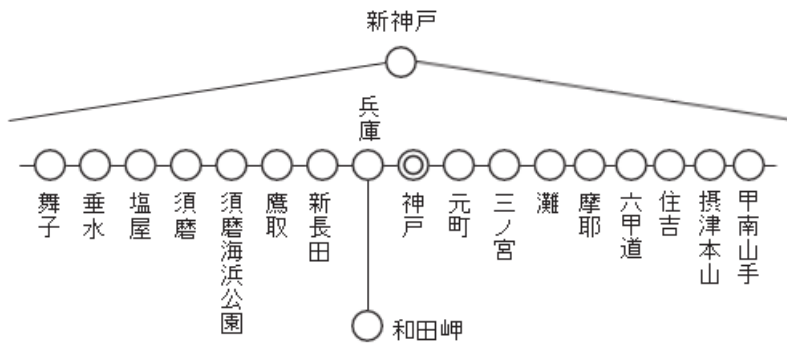 新神戸
兵庫
舞子
垂水
塩屋
須磨
須磨海浜公園
鷹取
新長田
神戸
元町
三ノ宮
灘
摩耶
六甲道
住吉
摂津本山
甲南山手
和田岬